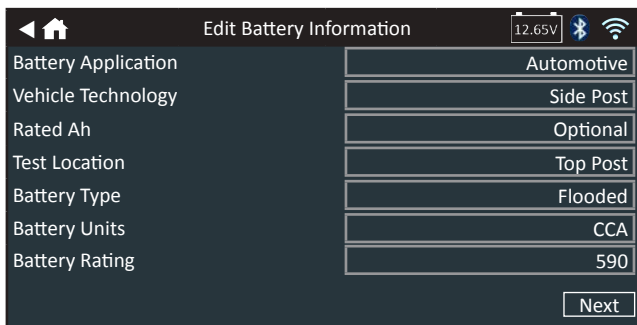 Edit Battery Information 12.65V
Battery Application Automotive
Vehicle Technology Side Post
Rated Ah Optional
Test Location Top Post
Battery Type Flooded
Battery Units CCA
Battery Rating 590
Next